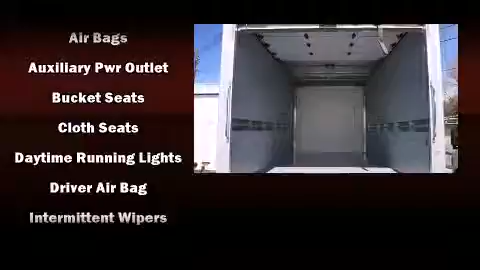 Air Bags
Auxiliary Pwr Outlet
Bucket Seats
Cloth Seats
Daytime Running Lights
Driver Air Bag
Intermittent Wipers